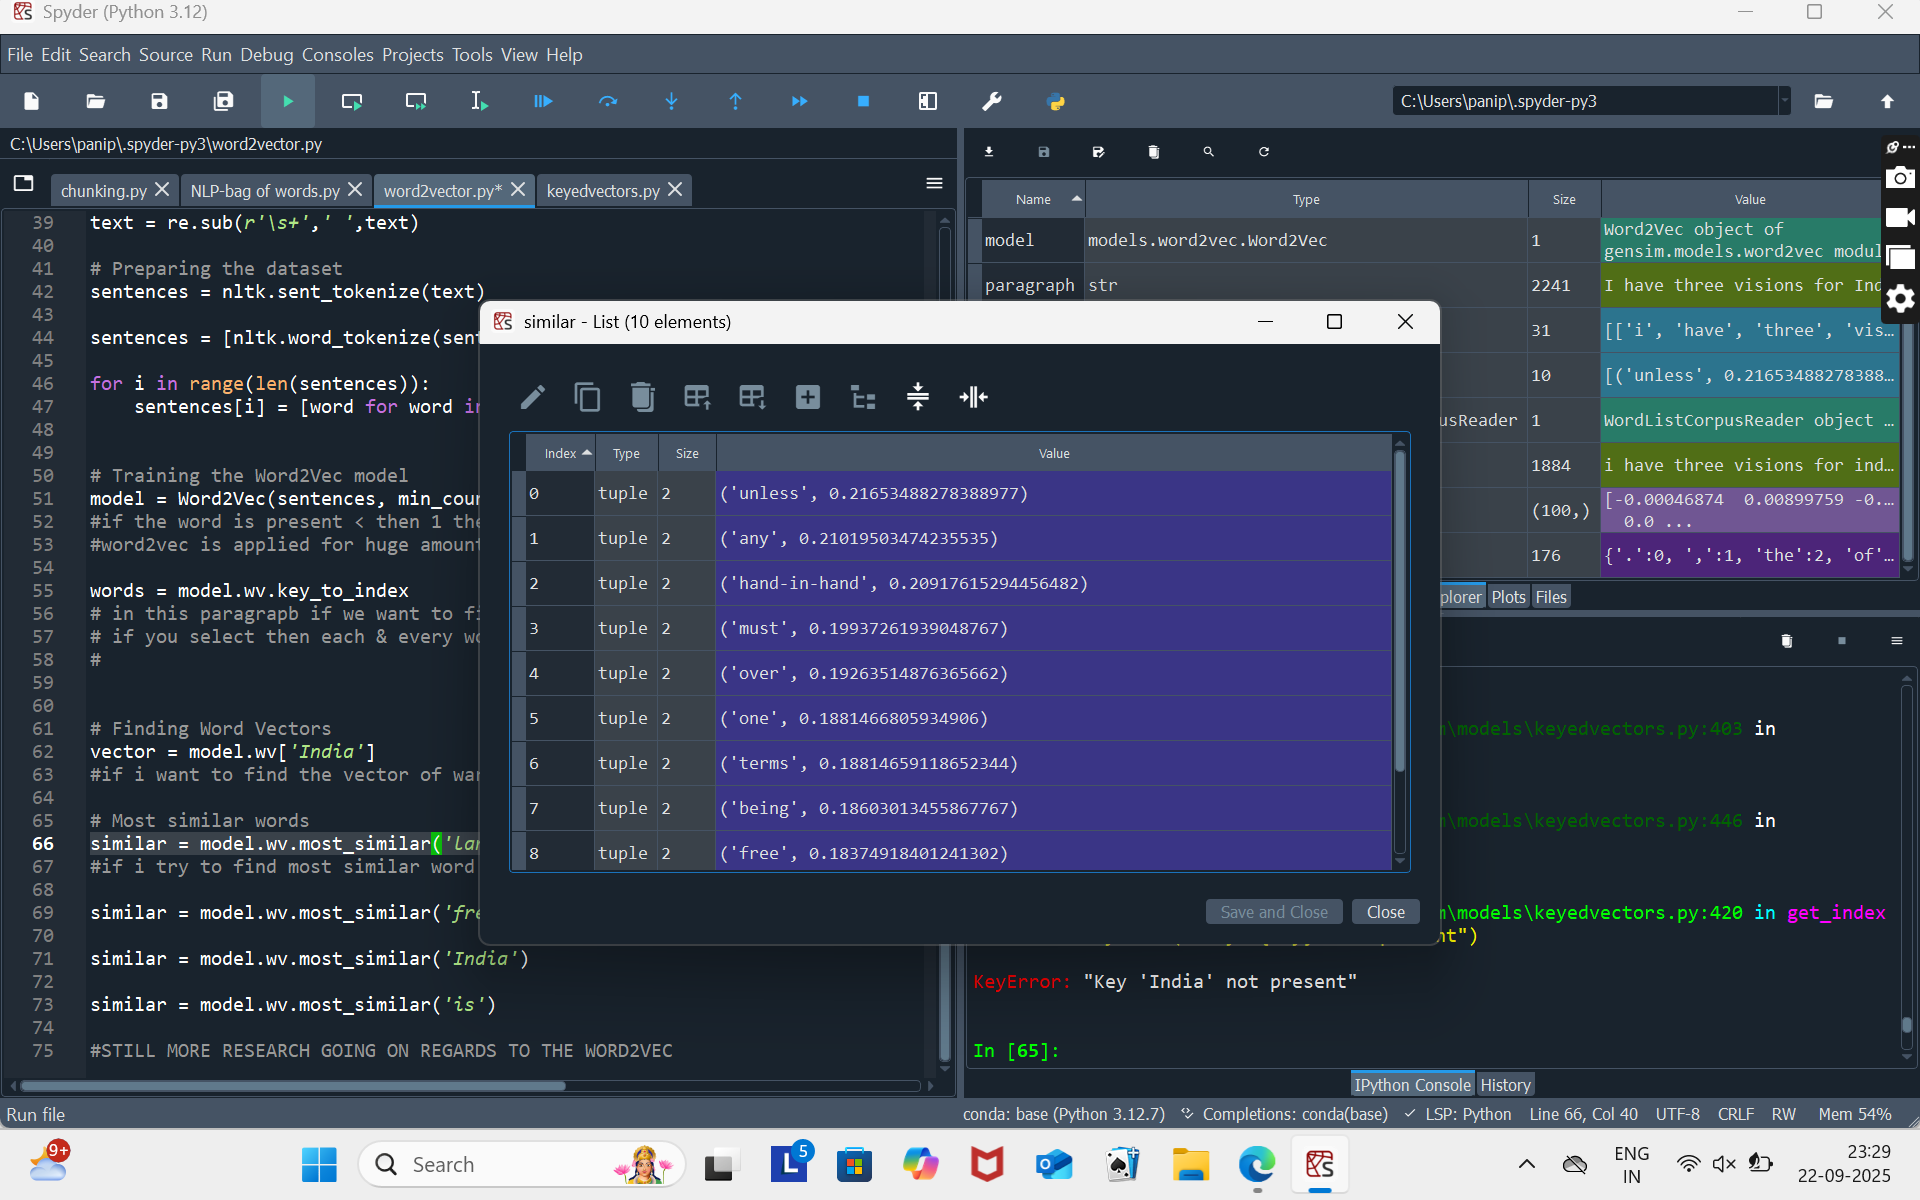 Spyder (Python 3.12)
File Edit Search Source Run Debug Consoles Projects Tools View Help
C:\Users\panip\.spyder-py3
C:\Users\panip\.spyder-py3\word2vector.py
chunking.py
NLP-bag of words.py
word2vector.py*
keyedvectors.py
39 text = re.sub(r'\s+',' ',text)
40
41 # Preparing the dataset
42 sentences = nltk.sent_tokenize(text)
43
44 sentences = [nltk.word_tokenize(sent
45
46 for i in range(len(sentences)):
47 sentences[i] = [word for word in
48
49
50 # Training the Word2Vec model
51 model = Word2Vec(sentences, min_coun
52 #if the word is present < then 1 the
53 #word2vec is applied for huge amount
54
55 words = model.wv.key_to_index
56 # in this paragrapb if we want to fi
57 # if you select then each & every wo
58 #
59
60
61 # Finding Word Vectors
62 vector = model.wv['India']
63 #if i want to find the vector of war
64
65 # Most similar words
66 similar = model.wv.most_similar('lar
67 #if i try to find most similar word
68
69 similar = model.wv.most_similar('fre
70
71 similar = model.wv.most_similar('India')
72
73 similar = model.wv.most_similar('is')
74
75 #STILL MORE RESEARCH GOING ON REGARDS TO THE WORD2VEC
Name Type Size Value
model models.word2vec.Word2Vec 1 Word2Vec object of
gensim.models.word2vec modul
paragraph str 2241 I have three visions for Ind
31 [['i', 'have', 'three', 'vis...
10 [('unless', 0.21653488278388...
usReader 1 WordListCorpusReader object ...
1884 i have three visions for ind...
(100,) [-0.00046874 0.00899759 -0....
0.0 ...
176 {'.':0, ',':1, 'the':2, 'of'...
plorer Plots Files
similar - List (10 elements)
Index Type Size Value
0 tuple 2 ('unless', 0.21653488278388977)
1 tuple 2 ('any', 0.21019503474235535)
2 tuple 2 ('hand-in-hand', 0.20917615294456482)
3 tuple 2 ('must', 0.19937261939048767)
4 tuple 2 ('over', 0.19263514876365662)
5 tuple 2 ('one', 0.1881466805934906)
6 tuple 2 ('terms', 0.18814659118652344)
7 tuple 2 ('being', 0.18603013455867767)
8 tuple 2 ('free', 0.18374918401241302)
Save and Close Close
m\models\keyedvectors.py:403 in
m\models\keyedvectors.py:446 in
m\models\keyedvectors.py:420 in get_index
nt")
KeyError: "Key 'India' not present"
In [65]:
IPython Console History
Run file
conda: base (Python 3.12.7) Completions: conda(base) LSP: Python Line 66, Col 40 UTF-8 CRLF RW Mem 54%
9+
Search
5
ENG
IN
23:29
22-09-2025